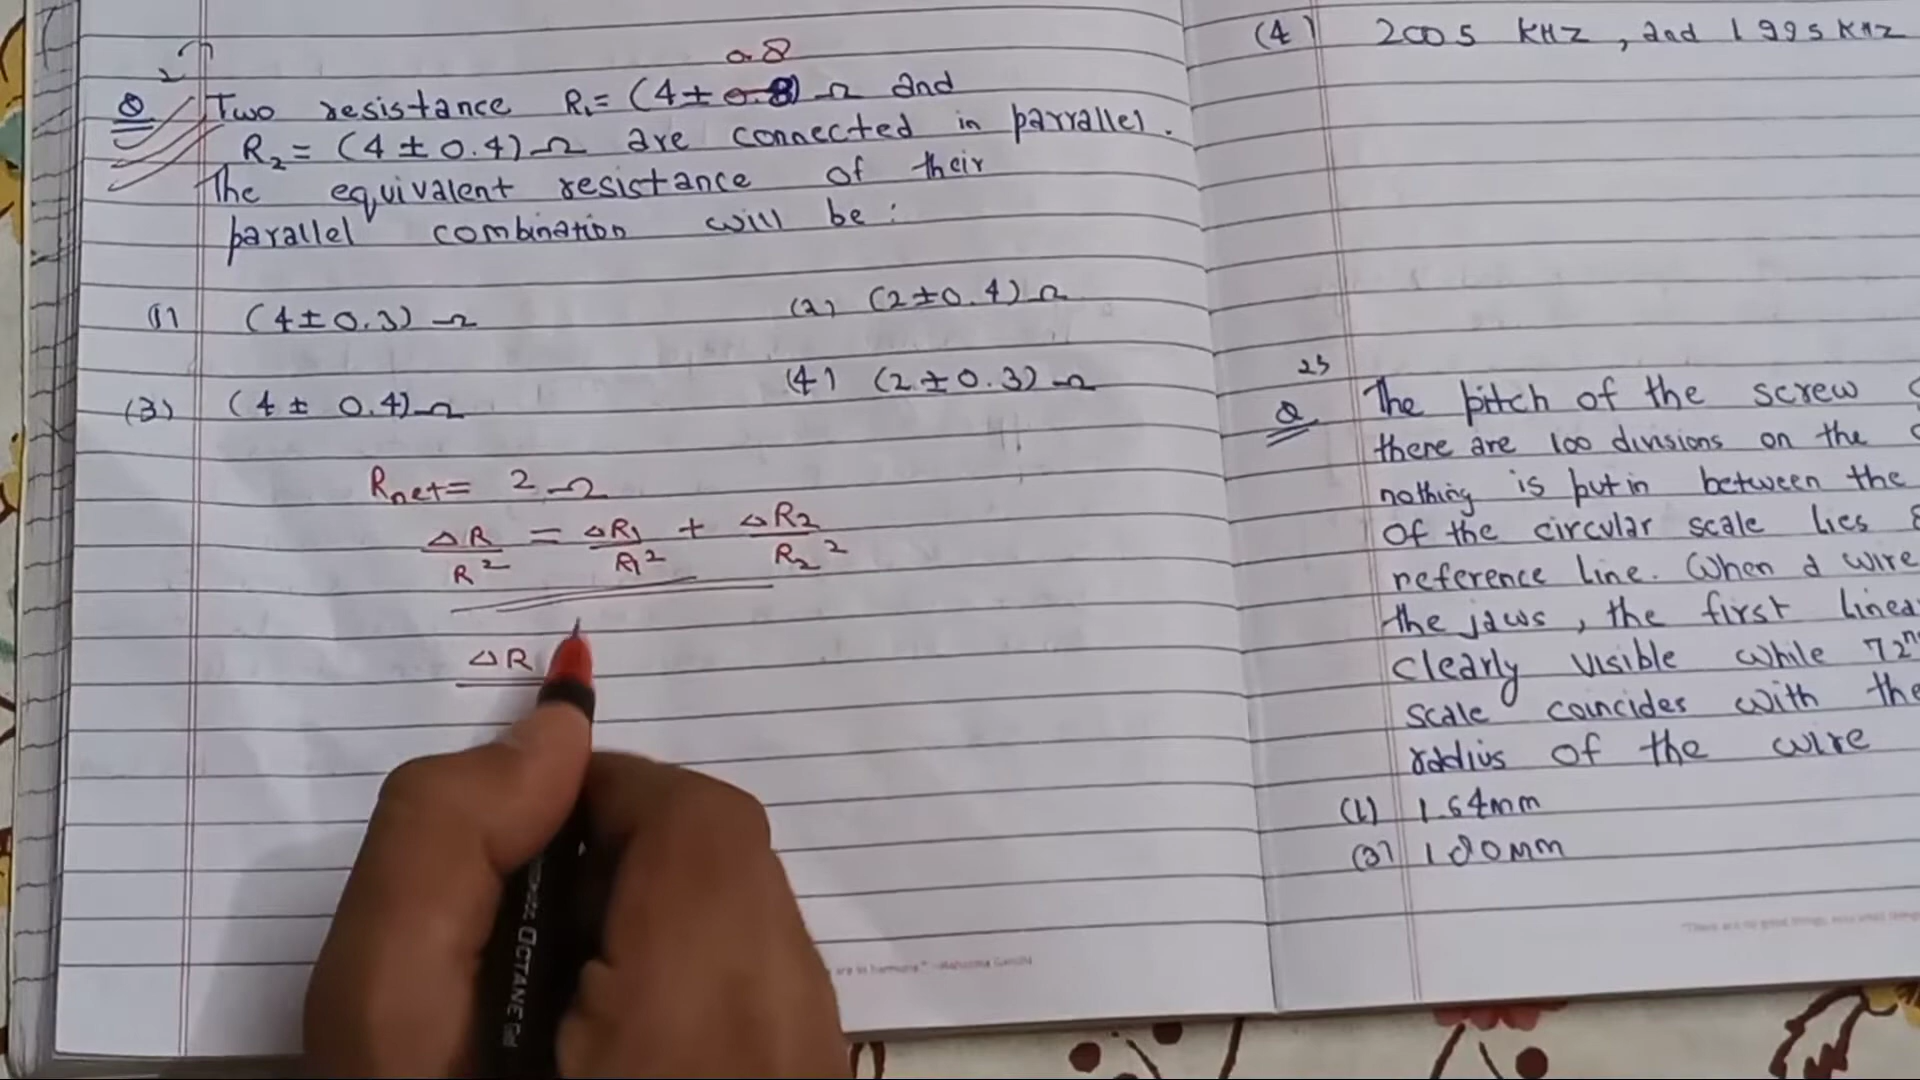 0.8
Q Two resistance R₁ = (4 ± 0.8) Ω and
R₂ = (4 ± 0.4) Ω are connected in parrallel.
The equivalent resistance of their
parallel combination will be :
(1) (4 ± 0.3) Ω (2) (2 ± 0.4) Ω
(3) (4 ± 0.4) Ω (4) (2 ± 0.3) Ω
Rnet = 2 Ω
ΔR/R² = ΔR₁/R₁² + ΔR₂/R₂²
ΔR
OCTANE Gel
(4) 2005 KHZ, and 1995 KHZ
25
Q The pitch of the screw
there are 100 divisions on the
nothing is put in between the
of the circular scale lies
reference line. When a wire
the jaws, the first linea
clearly visible while 72n
scale coincides with the
radius of the wire
(1) 1.64mm
(3) 1.80mm